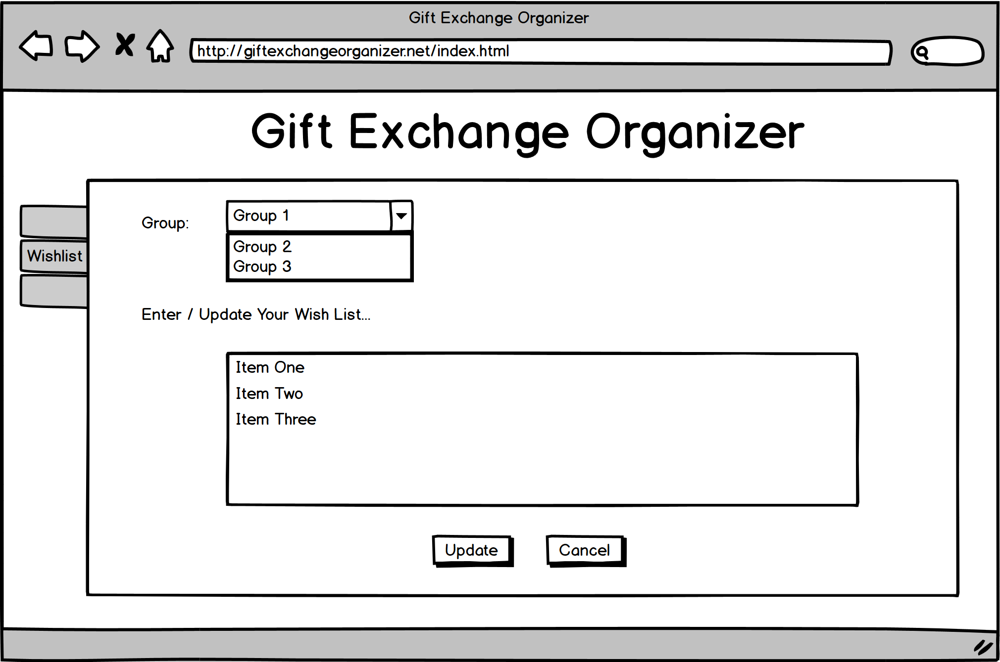 Gift Exchange Organizer
http://giftexchangeorganizer.net/index.html
Gift Exchange Organizer
Group:
Group 1
Group 2
Group 3
Wishlist
Enter / Update Your Wish List...
Item One
Item Two
Item Three
Update
Cancel